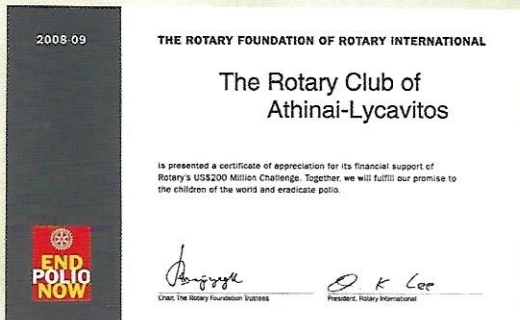 2008-09
THE ROTARY FOUNDATION OF ROTARY INTERNATIONAL
The Rotary Club of
Athinai-Lycavitos
is presented a certificate of appreciation for its financial support of
Rotary's US$200 Million Challenge. Together, we will fulfill our promise to
the children of the world and eradicate polio.
END
POLIO
NOW
D K Lee
Chair, The Rotary Foundation Trustees
President, Rotary International